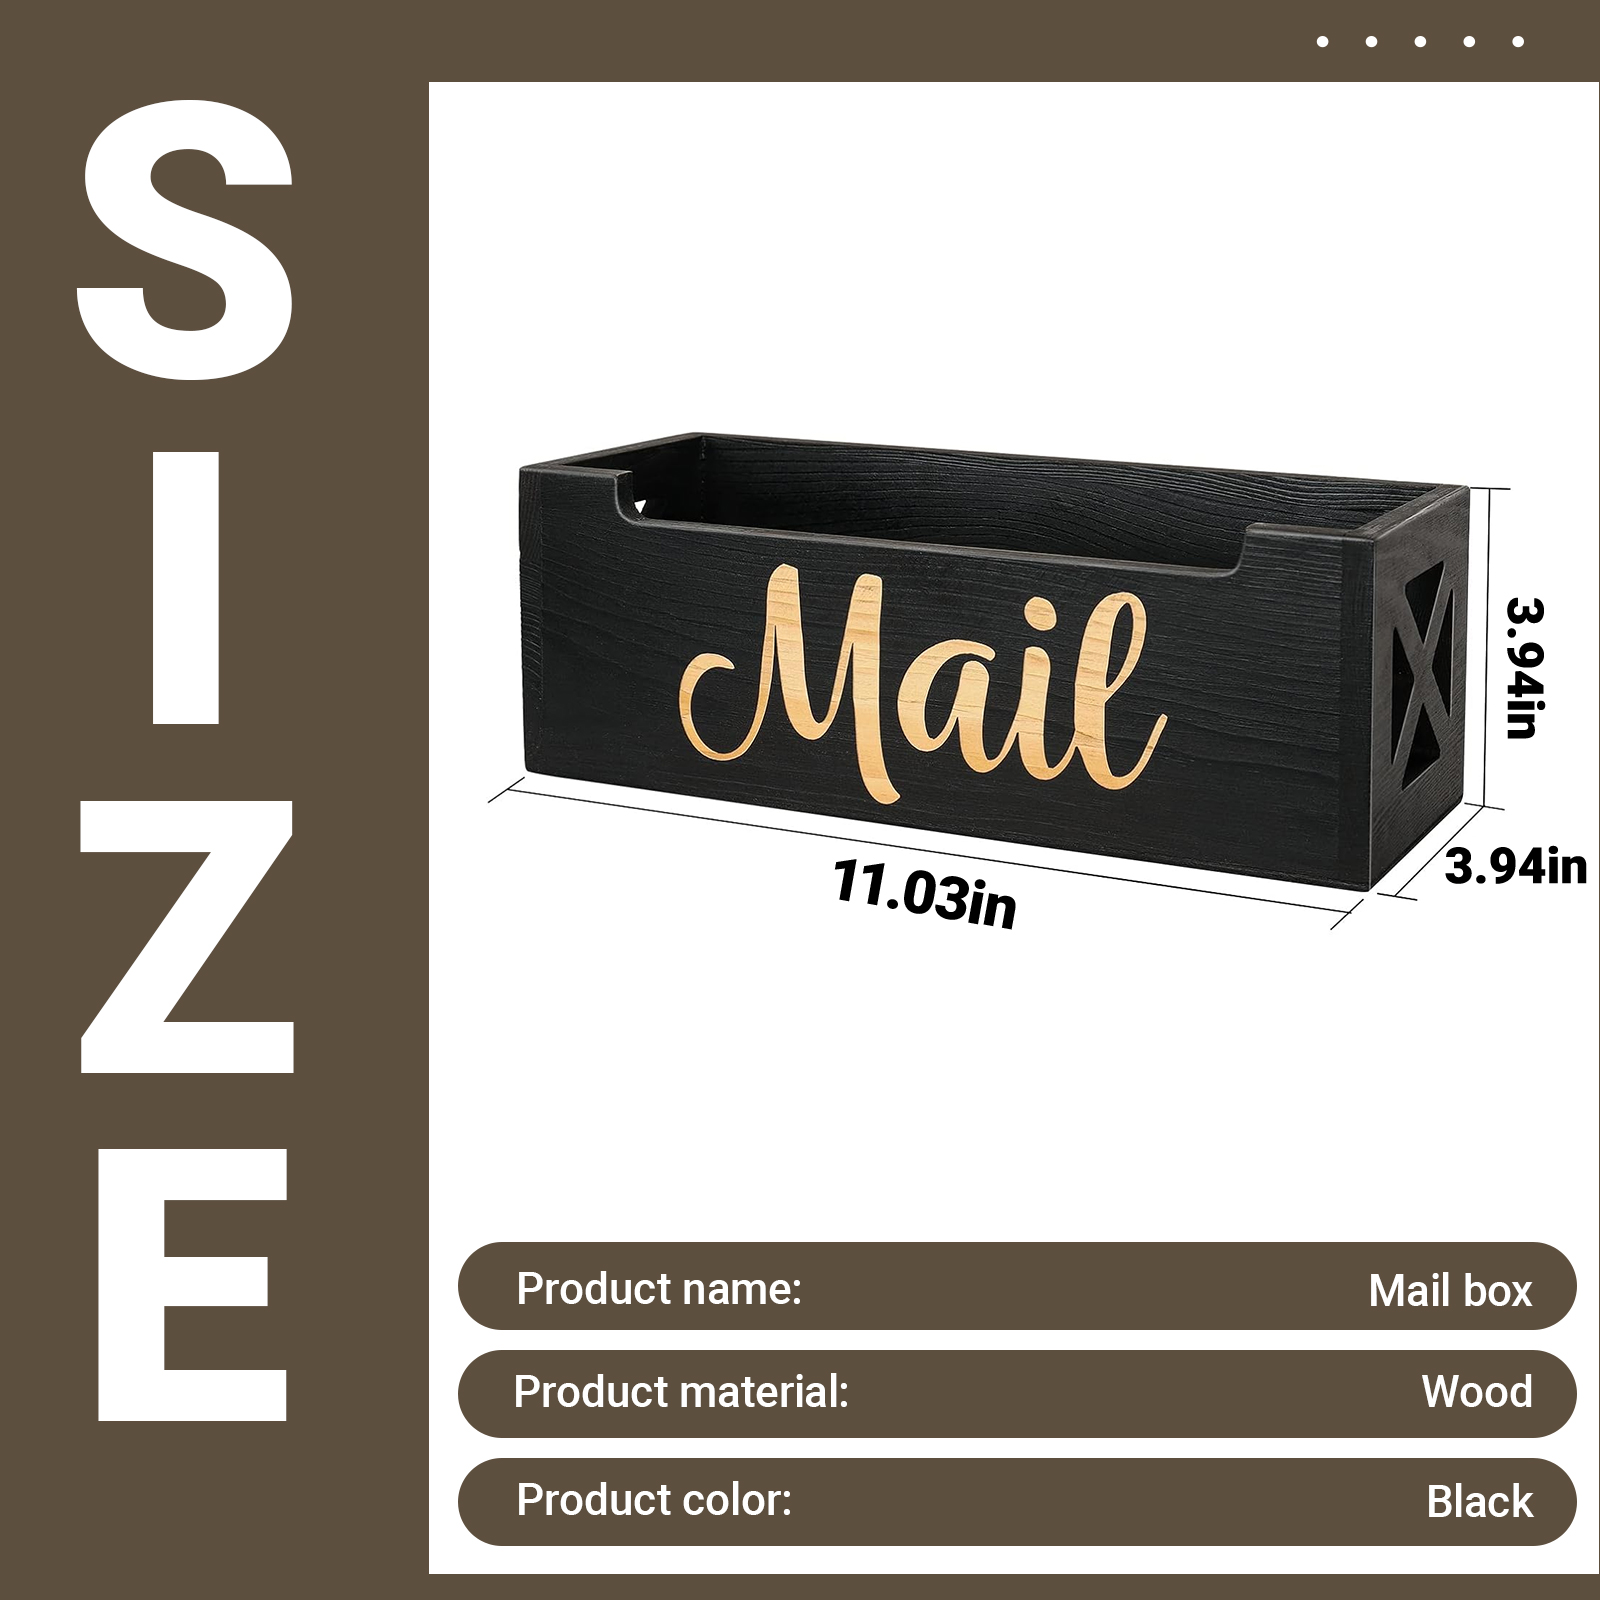 SIZE
Mail
3.94in
3.94in
11.03in
Product name: Mail box
Product material: Wood
Product color: Black